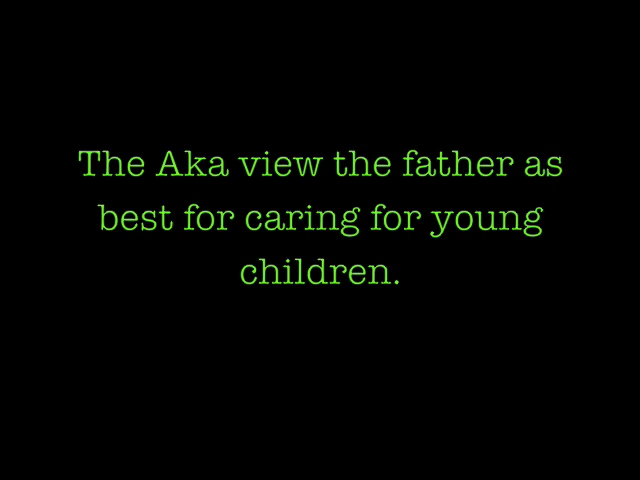 The Aka view the father as
best for caring for young
children.